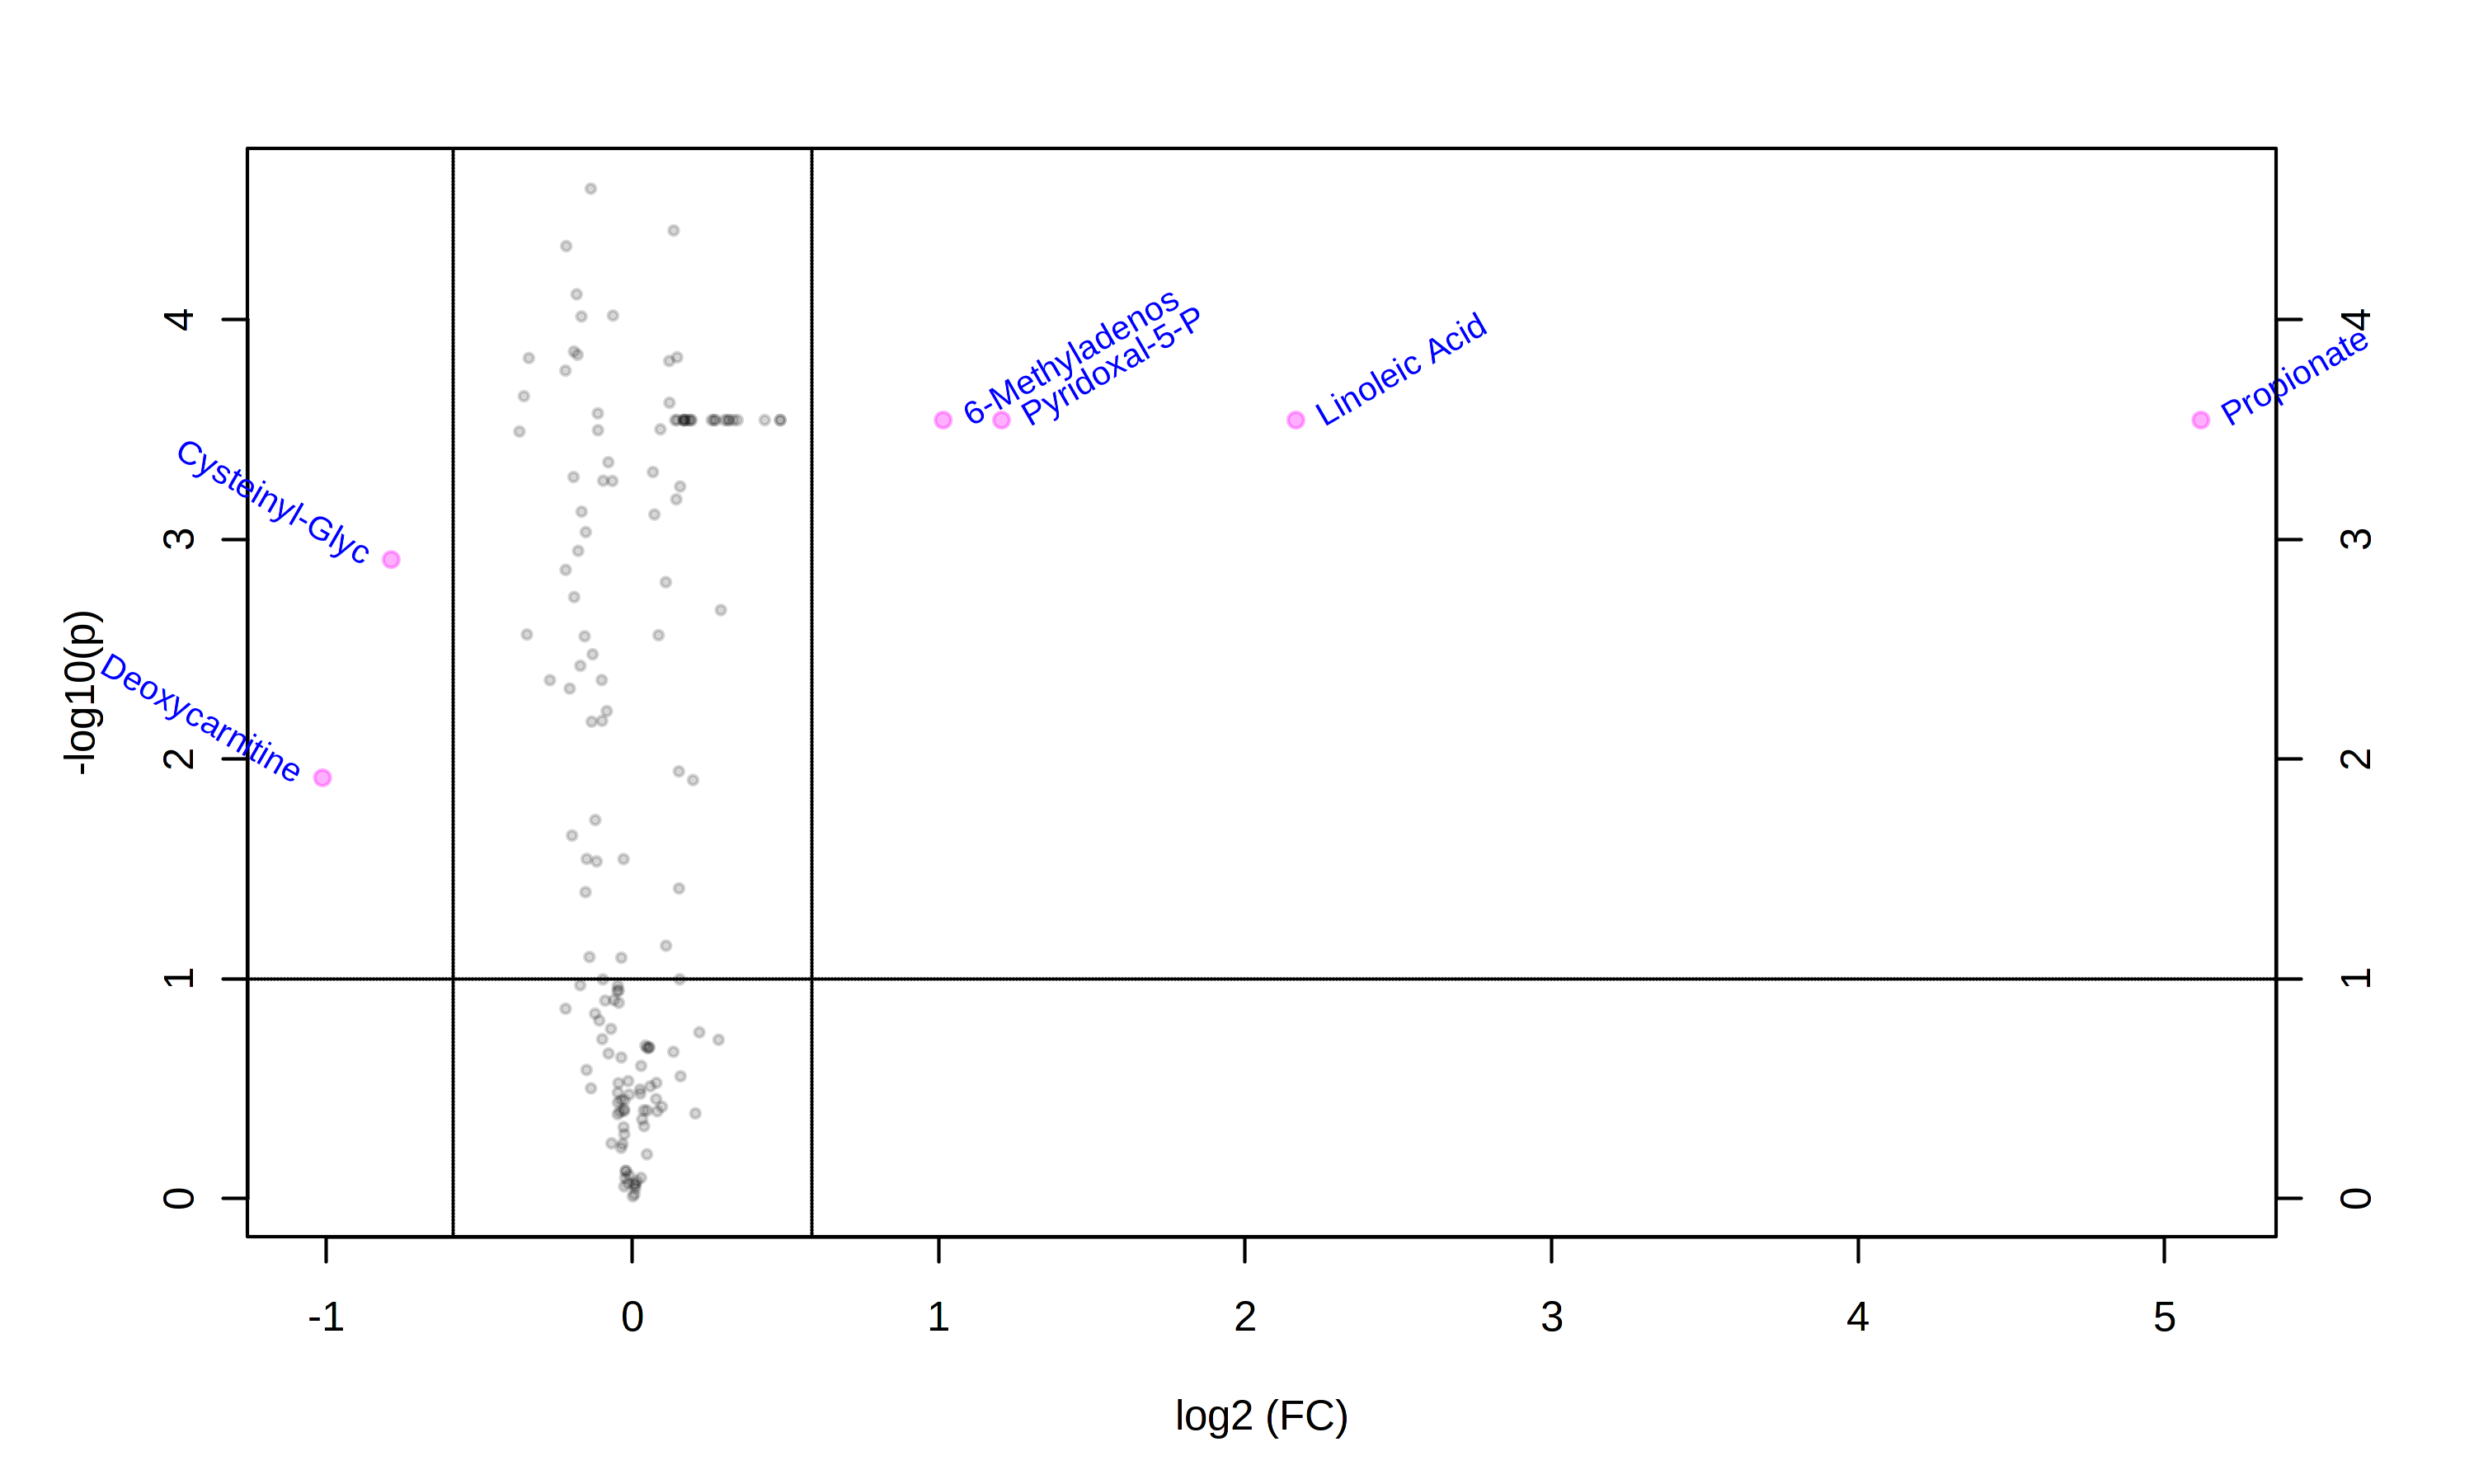 6-Methyladenos
Pyridoxal-5-P
Linoleic Acid
Propionate
Cysteinyl-Glyc
Deoxycarnitine
-log10(p)
4
3
2
1
0
4
3
2
1
0
-1
0
1
2
3
4
5
log2 (FC)